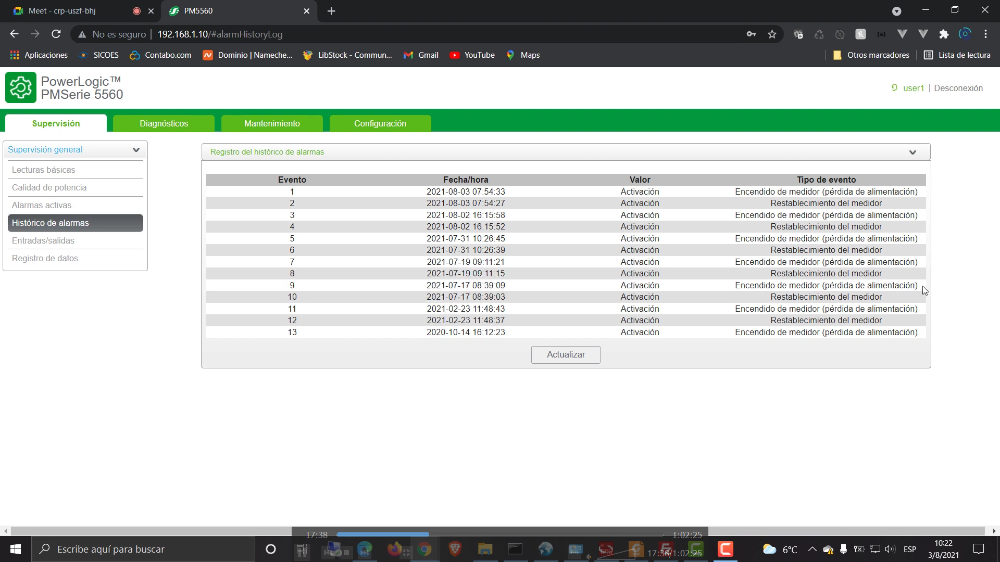 Meet - crp-uszf-bhj
PM5560
No es seguro | 192.168.1.10/#alarmHistoryLog
Aplicaciones SICOES Contabo.com Dominio | Nameche... LibStock - Commun... Gmail YouTube Maps Otros marcadores Lista de lectura
PowerLogic™
PMSerie 5560
user1 | Desconexión
Supervisión Diagnósticos Mantenimiento Configuración
Supervisión general
Lecturas básicas
Calidad de potencia
Alarmas activas
Histórico de alarmas
Entradas/salidas
Registro de datos
Registro del histórico de alarmas
Evento Fecha/hora Valor Tipo de evento
1 2021-08-03 07:54:33 Activación Encendido de medidor (pérdida de alimentación)
2 2021-08-03 07:54:27 Activación Restablecimiento del medidor
3 2021-08-02 16:15:58 Activación Encendido de medidor (pérdida de alimentación)
4 2021-08-02 16:15:52 Activación Restablecimiento del medidor
5 2021-07-31 10:26:45 Activación Encendido de medidor (pérdida de alimentación)
6 2021-07-31 10:26:39 Activación Restablecimiento del medidor
7 2021-07-19 09:11:21 Activación Encendido de medidor (pérdida de alimentación)
8 2021-07-19 09:11:15 Activación Restablecimiento del medidor
9 2021-07-17 08:39:09 Activación Encendido de medidor (pérdida de alimentación)
10 2021-07-17 08:39:03 Activación Restablecimiento del medidor
11 2021-02-23 11:48:43 Activación Encendido de medidor (pérdida de alimentación)
12 2021-02-23 11:48:37 Activación Restablecimiento del medidor
13 2020-10-14 16:12:23 Activación Encendido de medidor (pérdida de alimentación)
Actualizar
17:38 1:02:25
Escribe aquí para buscar
17:38/1:02:25
6°C
ESP
10:22
3/8/2021